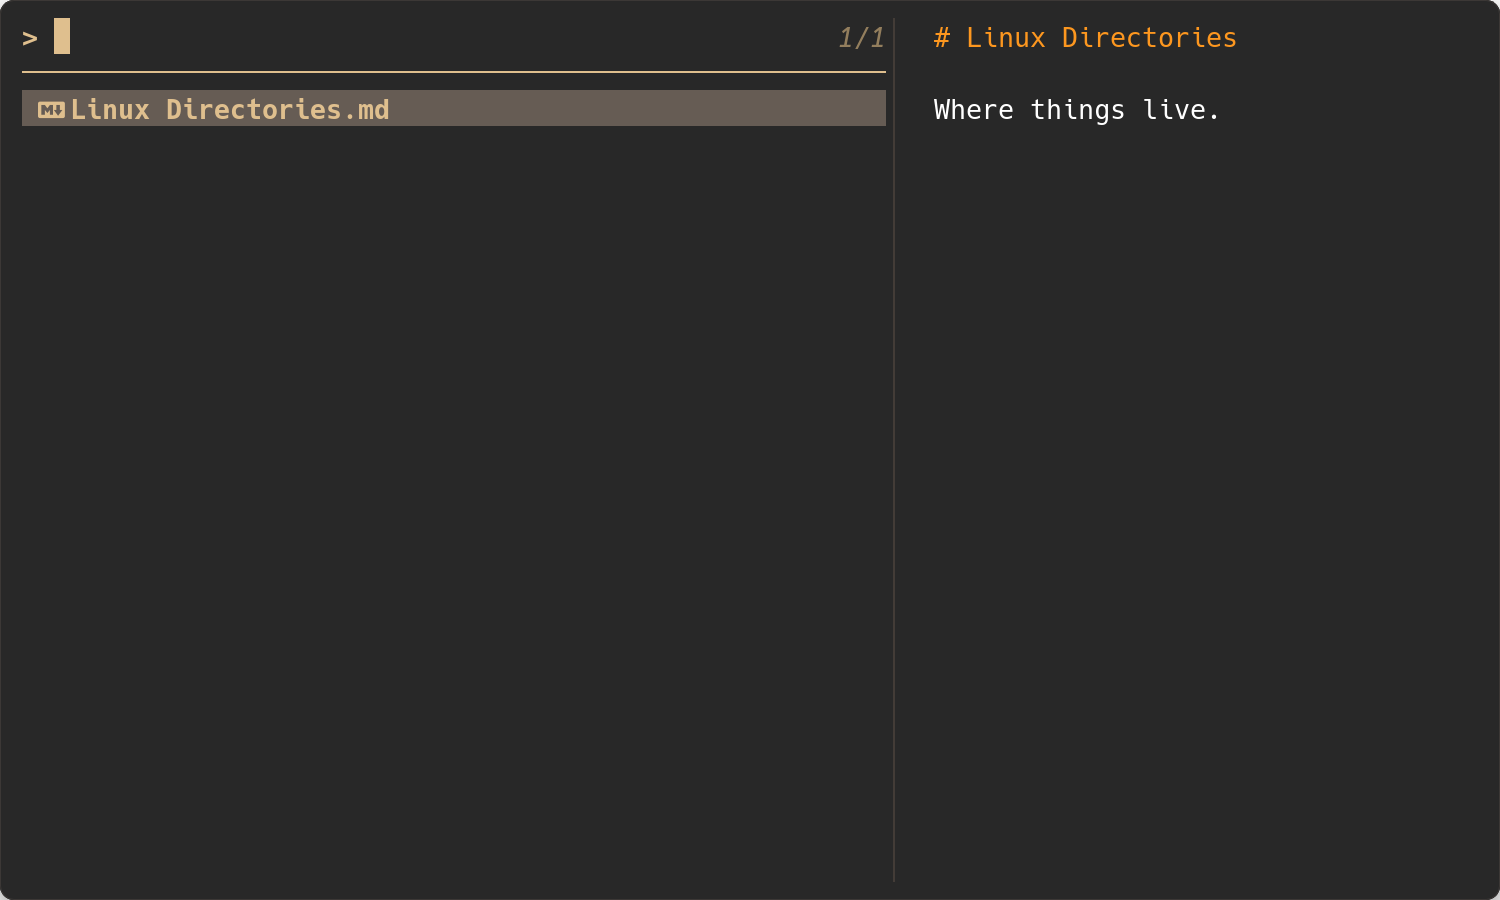 > 1/1
Linux Directories.md
# Linux Directories
Where things live.